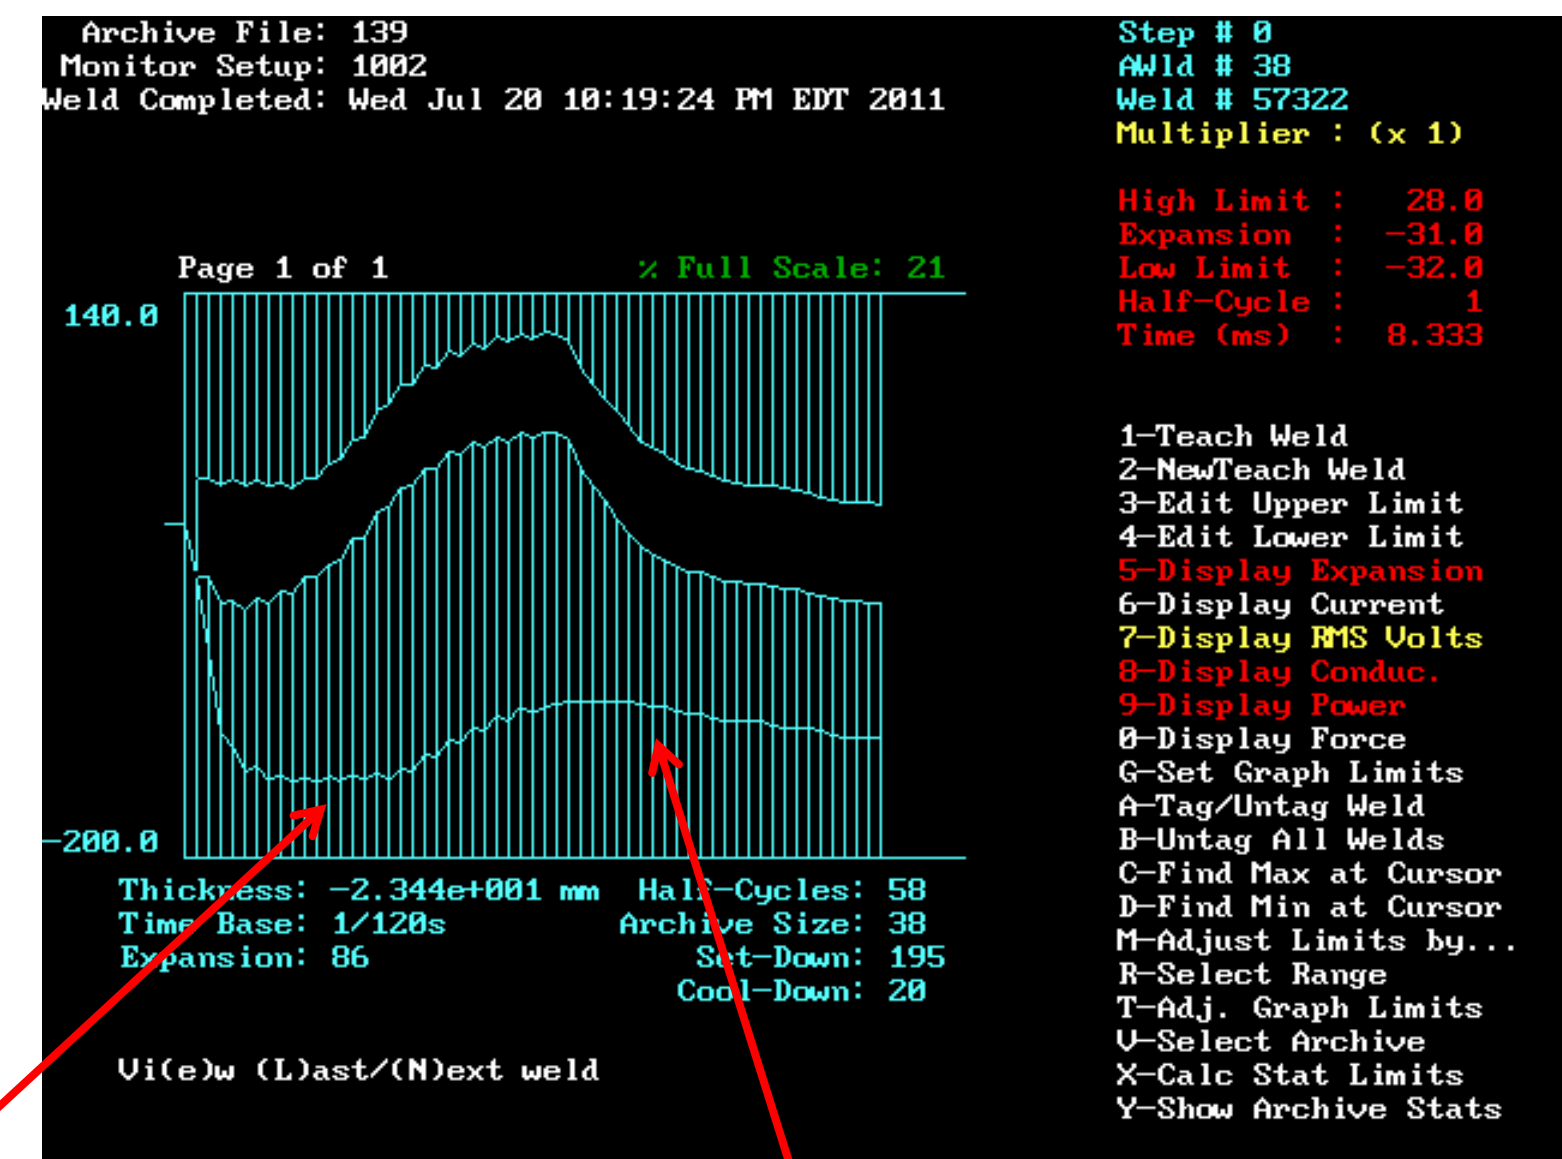 Archive File: 139
Monitor Setup: 1002
Weld Completed: Wed Jul 20 10:19:24 PM EDT 2011
Step # 0
AWld # 38
Weld # 57322
Multiplier : (x 1)
High Limit : 28.0
Expansion : -31.0
Low Limit : -32.0
Half-Cycle : 1
Time (ms) : 8.333
Page 1 of 1
% Full Scale: 21
140.0
-200.0
Thickness: -2.344e+001 mm
Half-Cycles: 58
Time Base: 1/120s
Archive Size: 38
Expansion: 86
Set-Down: 195
Cool-Down: 20
Vi(e)w (L)ast/(N)ext weld
1-Teach Weld
2-NewTeach Weld
3-Edit Upper Limit
4-Edit Lower Limit
5-Display Expansion
6-Display Current
7-Display RMS Volts
8-Display Conduc.
9-Display Power
0-Display Force
G-Set Graph Limits
A-Tag/Untag Weld
B-Untag All Welds
C-Find Max at Cursor
D-Find Min at Cursor
M-Adjust Limits by...
R-Select Range
T-Adj. Graph Limits
V-Select Archive
X-Calc Stat Limits
Y-Show Archive Stats